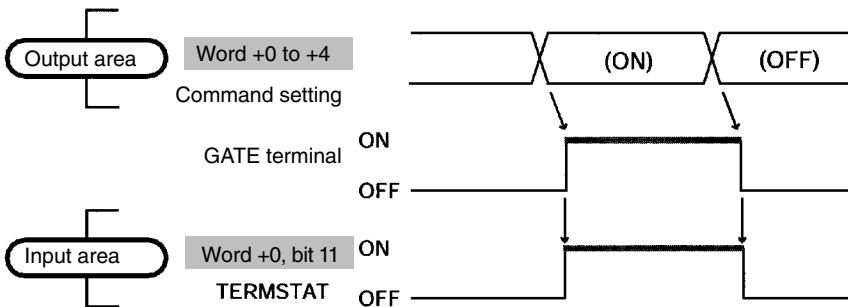 Output area
Word +0 to +4
(ON)
(OFF)
Command setting
GATE terminal
ON
OFF
Input area
Word +0, bit 11
ON
TERMSTAT
OFF